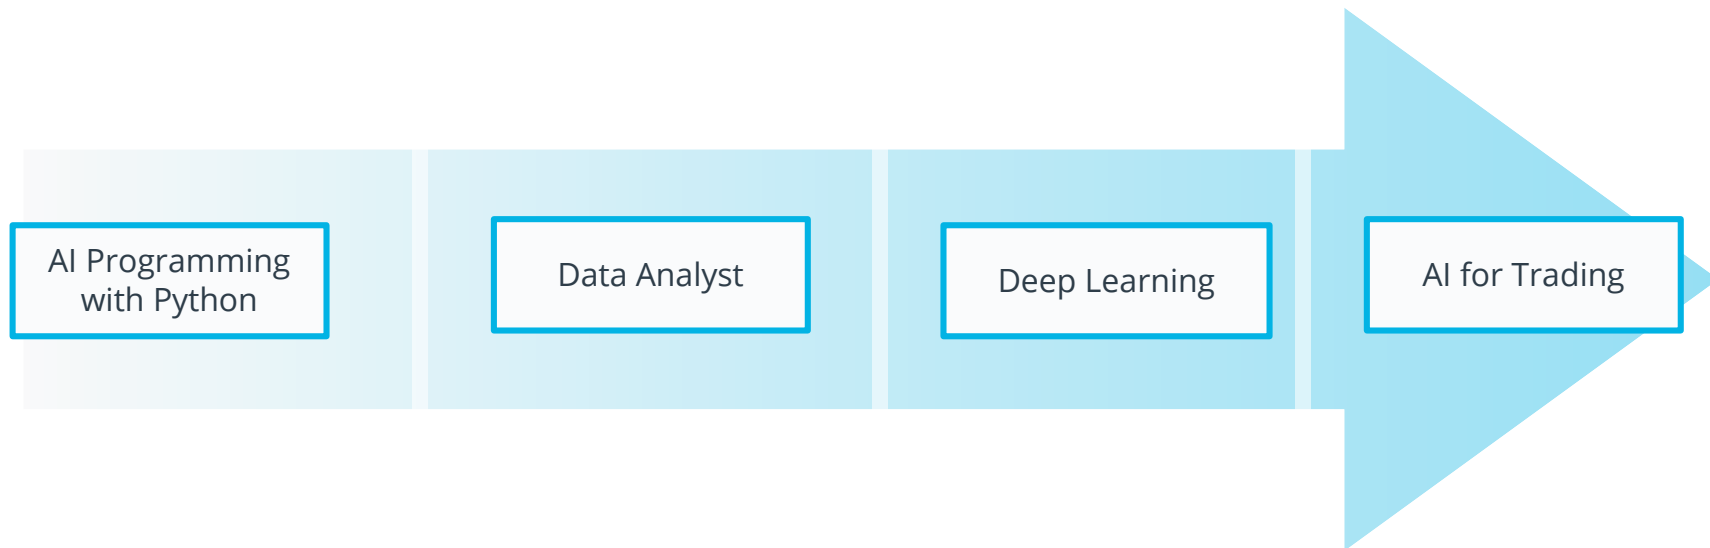 AI Programming
with Python
Data Analyst
Deep Learning
AI for Trading